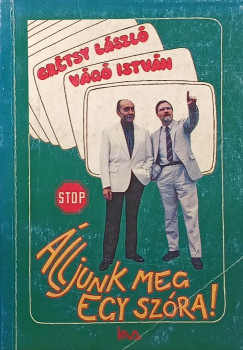 GRÉTSY LÁSZLÓ
VÁGÓ ISTVÁN
STOP
ÁLLJUNK MEG
EGY SZÓRA!